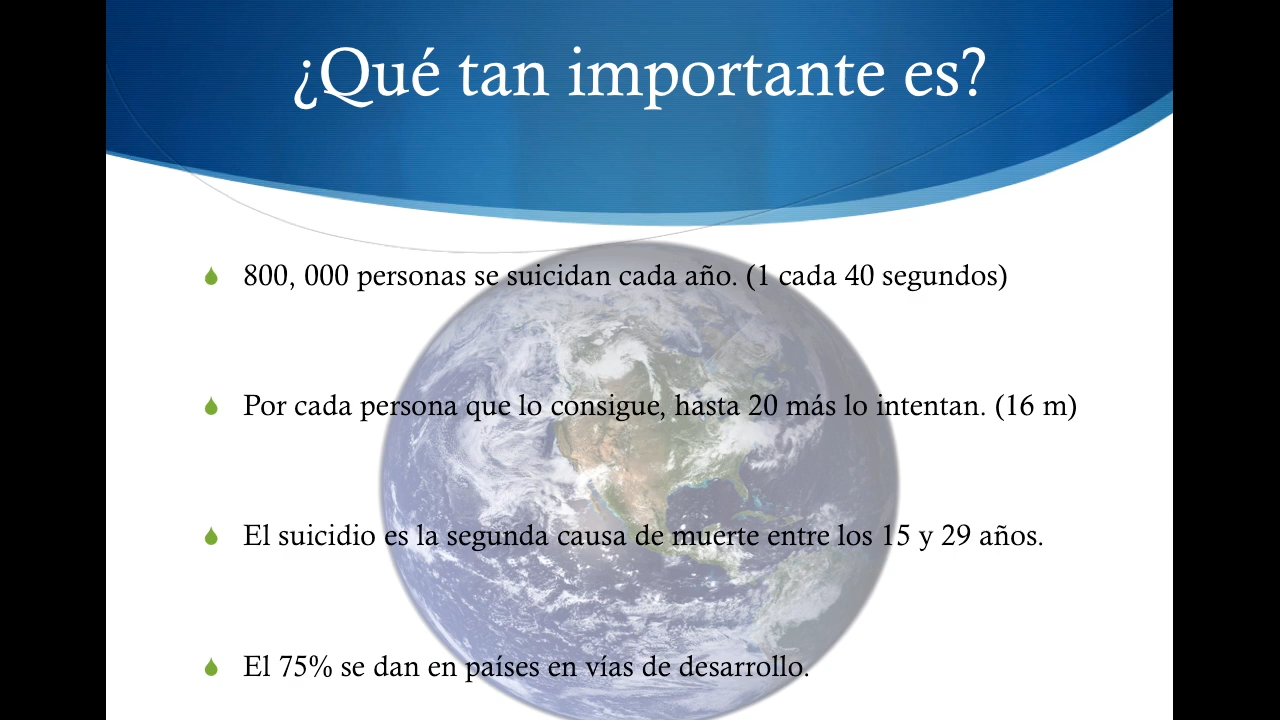 ¿Qué tan importante es?
800, 000 personas se suicidan cada año. (1 cada 40 segundos)
Por cada persona que lo consigue, hasta 20 más lo intentan. (16 m)
El suicidio es la segunda causa de muerte entre los 15 y 29 años.
El 75% se dan en países en vías de desarrollo.